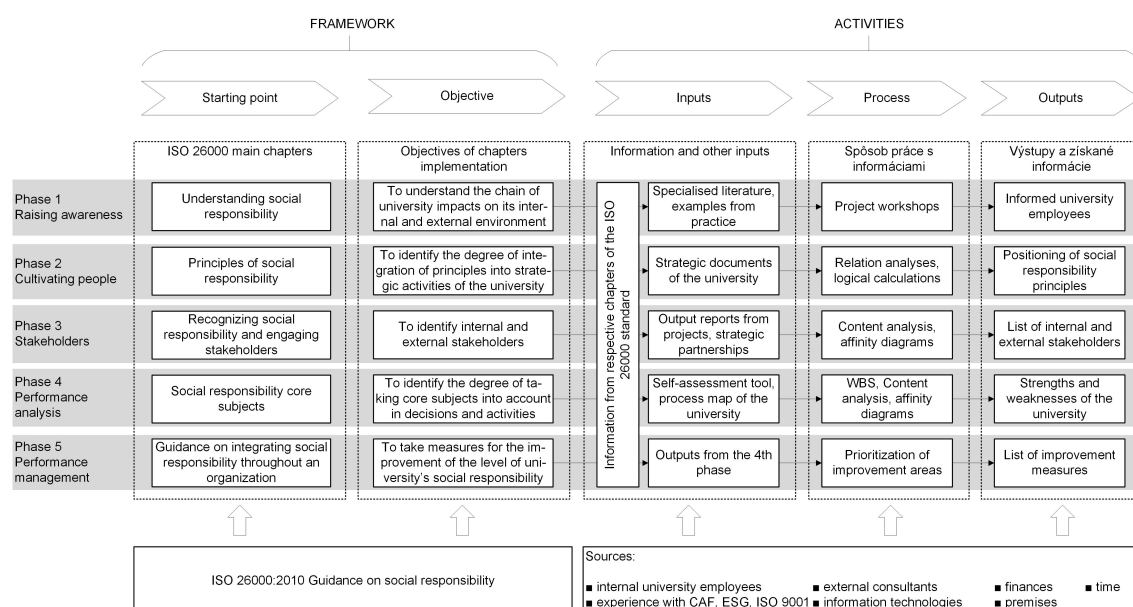 FRAMEWORK
ACTIVITIES
Starting point
Objective
Inputs
Process
Outputs
ISO 26000 main chapters
Objectives of chapters
implementation
Information and other inputs
Spôsob práce s
informáciami
Výstupy a získané
informácie
Phase 1
Raising awareness
Understanding social
responsibility
To understand the chain of
university impacts on its inter-
nal and external environment
Information from respective chapters of the ISO
26000 standard
Specialised literature,
examples from
practice
Project workshops
Informed university
employees
Phase 2
Cultivating people
Principles of social
responsibility
To identify the degree of inte-
gration of principles into strate-
gic activities of the university
Strategic documents
of the university
Relation analyses,
logical calculations
Positioning of social
responsibility
principles
Phase 3
Stakeholders
Recognizing social
responsibility and engaging
stakeholders
To identify internal and
external stakeholders
Output reports from
projects, strategic
partnerships
Content analysis,
affinity diagrams
List of internal and
external stakeholders
Phase 4
Performance
analysis
Social responsibility core
subjects
To identify the degree of ta-
king core subjects into account
in decisions and activities
Self-assessment tool,
process map of the
university
WBS, Content
analysis, affinity
diagrams
Strengths and
weaknesses of the
university
Phase 5
Performance
management
Guidance on integrating social
responsibility throughout an
organization
To take measures for the im-
provement of the level of uni-
versity's social responsibility
Outputs from the 4th
phase
Prioritization of
improvement areas
List of improvement
measures
ISO 26000:2010 Guidance on social responsibility
Sources:
▪ internal university employees ▪ external consultants ▪ finances ▪ time
▪ experience with CAF, ESG, ISO 9001 ▪ information technologies ▪ premises